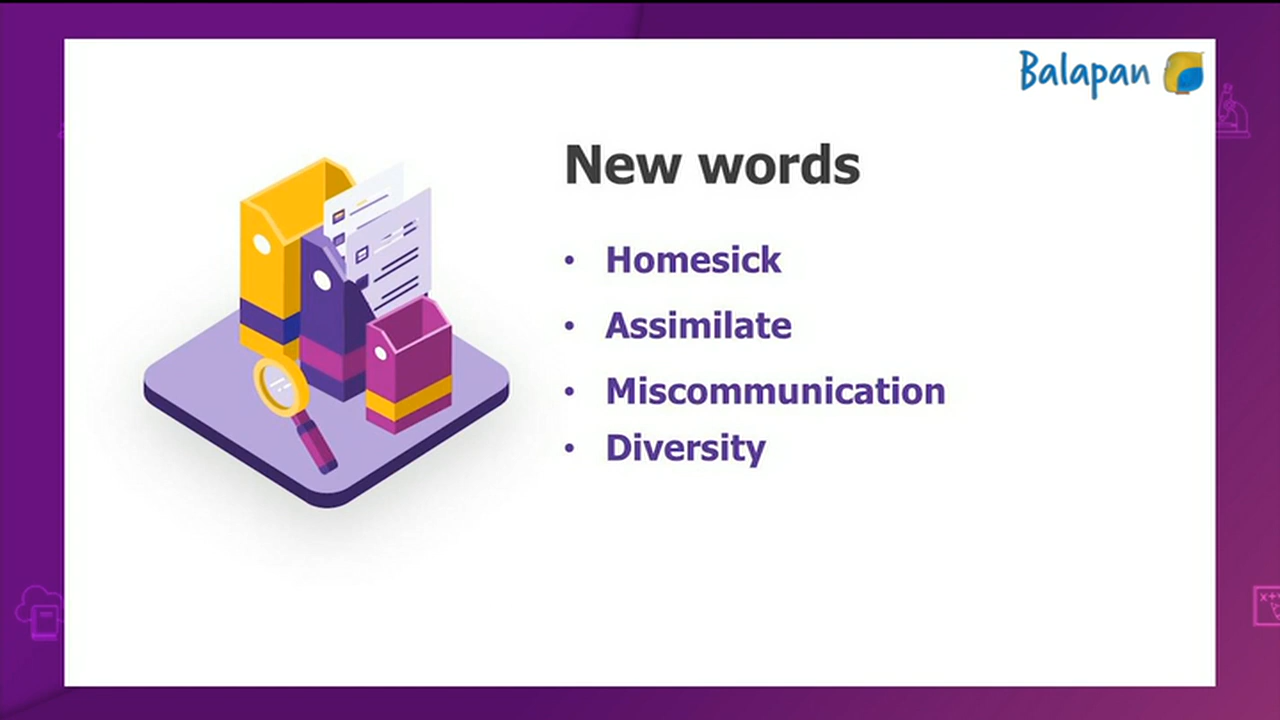 Balapan
New words
• Homesick
• Assimilate
• Miscommunication
• Diversity